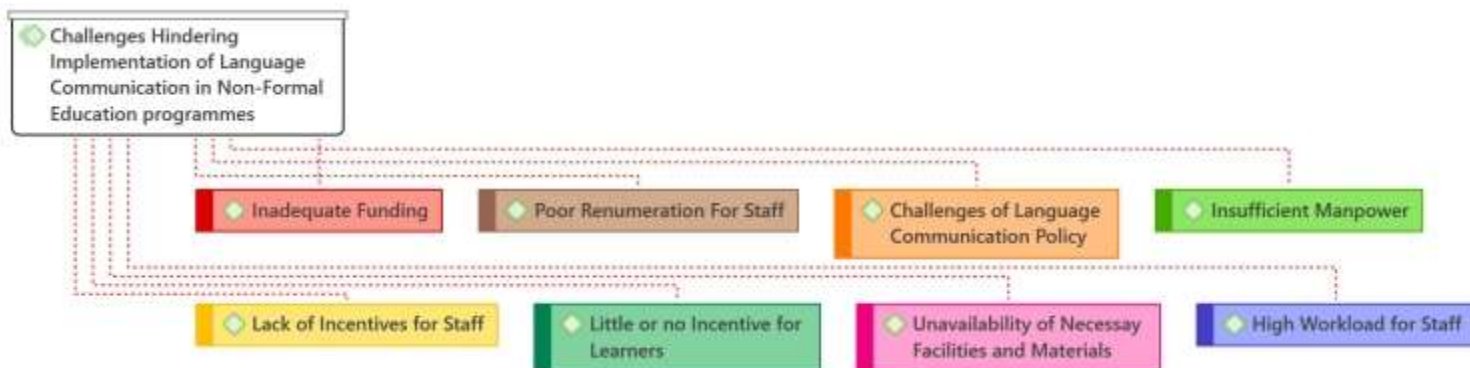 Challenges Hindering
Implementation of Language
Communication in Non-Formal
Education programmes
Inadequate Funding
Poor Renumeration For Staff
Challenges of Language
Communication Policy
Insufficient Manpower
Lack of Incentives for Staff
Little or no Incentive for
Learners
Unavailability of Necessay
Facilities and Materials
High Workload for Staff